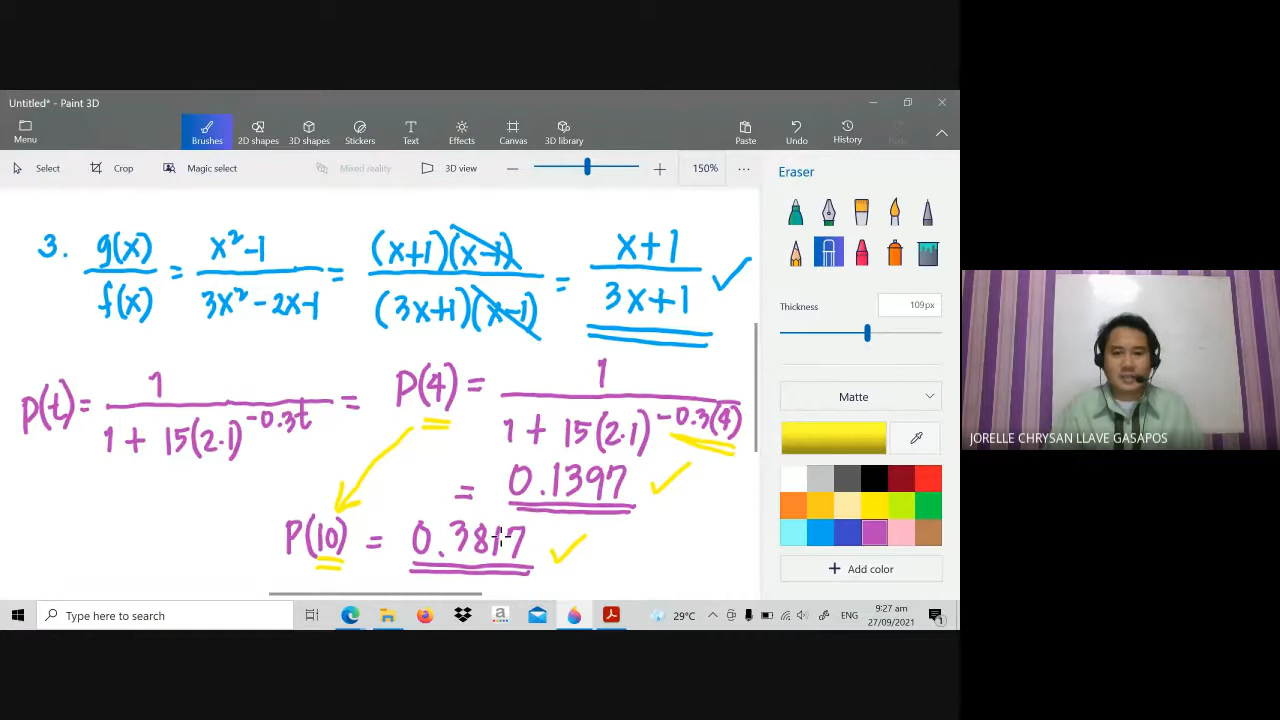 Untitled* - Paint 3D
Menu
Brushes
2D shapes
3D shapes
Stickers
Text
Effects
Canvas
3D library
Paste
Undo
History
Select
Crop
Magic select
Mixed reality
3D view
150%
Eraser
Thickness
109px
Matte
Add color
3. g(x)/f(x) = x²-1/3x²-2x-1 = (x+1)(x-1)/(3x+1)(x-1) = x+1/3x+1 ✓
P(t) = 1/1+15(2.1)^-0.3t = P(4) = 1/1+15(2.1)^-0.3(4)
= 0.1397 ✓
P(10) = 0.3817 ✓
JORELLE CHRYSAN LLAVE GASAPOS
Type here to search
a
29°C
ENG
9:27 am
27/09/2021
1